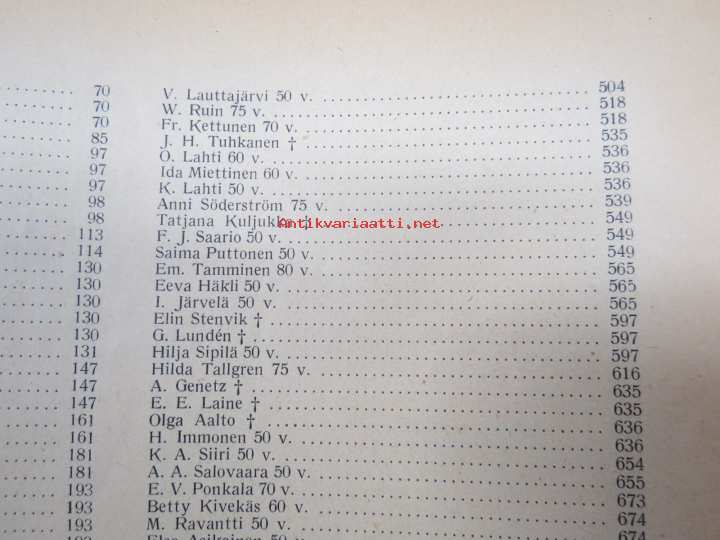 70
70
70
85
97
97
97
98
98
113
114
130
130
130
130
130
131
147
147
147
161
161
181
181
193
193
193
V. Lauttajärvi 50 v. 504
W. Ruin 75 v. 518
Fr. Kettunen 70 v. 518
J. H. Tuhkanen † 535
O. Lahti 60 v. 536
Ida Miettinen 60 v. 536
K. Lahti 50 v. 536
Anni Söderström 75 v. 539
Tatjana Kuljukka † 549
F. J. Saario 50 v. 549
Saima Puttonen 50 v. 549
Em. Tamminen 80 v. 565
Eeva Häkli 50 v. 565
I. Järvelä 50 v. 565
Elin Stenvik † 597
G. Lundén † 597
Hilja Sipilä 50 v. 597
Hilda Tallgren 75 v. 616
A. Genetz † 635
E. E. Laine † 635
Olga Aalto † 636
H. Immonen 50 v. 636
K. A. Siiri 50 v. 654
A. A. Salovaara 50 v. 655
E. V. Ponkala 70 v. 673
Betty Kivekäs 60 v. 674
M. Ravantti 50 v. 674
antikvariaatti.net